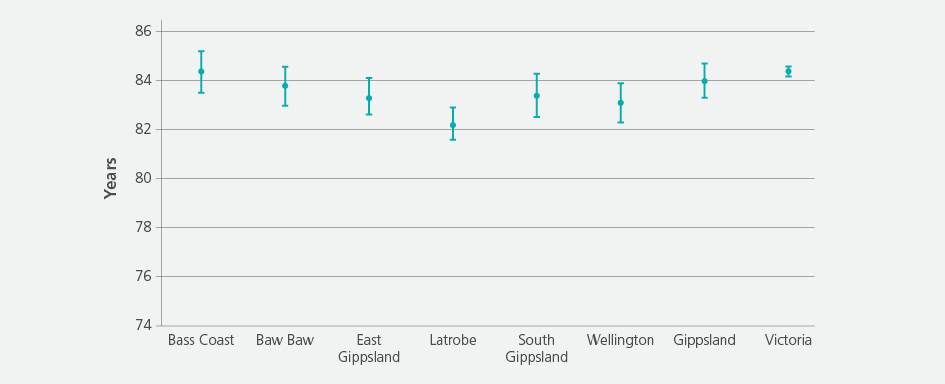 86
84
82
80
78
76
74
Years
Bass Coast
Baw Baw
East
Gippsland
Latrobe
South
Gippsland
Wellington
Gippsland
Victoria